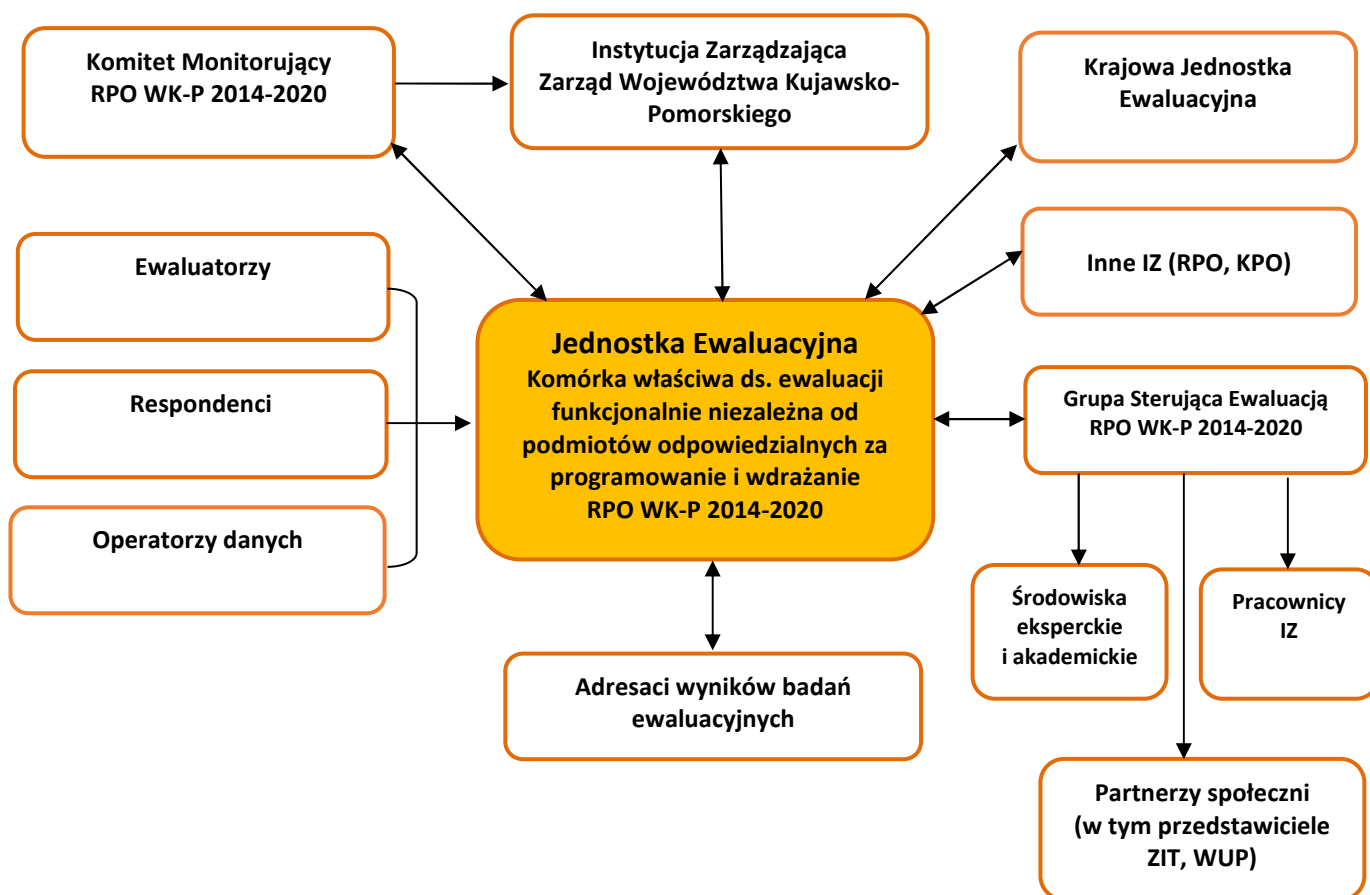 Komitet Monitorujący
RPO WK-P 2014-2020
Instytucja Zarządzająca
Zarząd Województwa Kujawsko-
Pomorskiego
Krajowa Jednostka
Ewaluacyjna
Ewaluatorzy
Inne IZ (RPO, KPO)
Jednostka Ewaluacyjna
Komórka właściwa ds. ewaluacji
funkcjonalnie niezależna od
podmiotów odpowiedzialnych za
programowanie i wdrażanie
RPO WK-P 2014-2020
Respondenci
Grupa Sterująca Ewaluacją
RPO WK-P 2014-2020
Operatorzy danych
Środowiska
eksperckie
i akademickie
Pracownicy
IZ
Adresaci wyników badań
ewaluacyjnych
Partnerzy społeczni
(w tym przedstawiciele
ZIT, WUP)